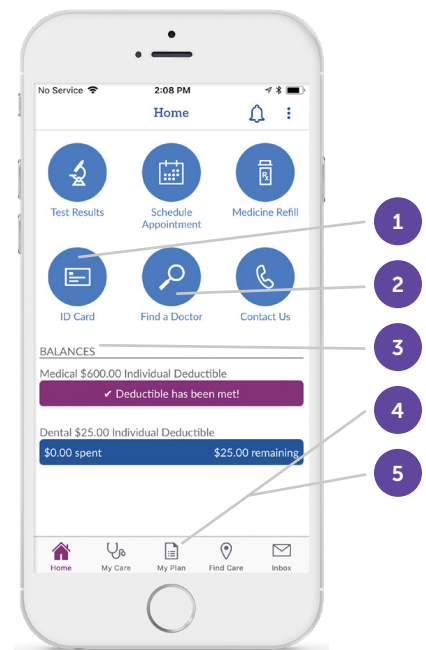 No Service 2:08 PM
Home
Test Results
Schedule
Appointment
Medicine Refill
Rx
ID Card
Find a Doctor
Contact Us
BALANCES
Medical $600.00 Individual Deductible
✔ Deductible has been met!
Dental $25.00 Individual Deductible
$0.00 spent $25.00 remaining
Home My Care My Plan Find Care Inbox
1
2
3
4
5